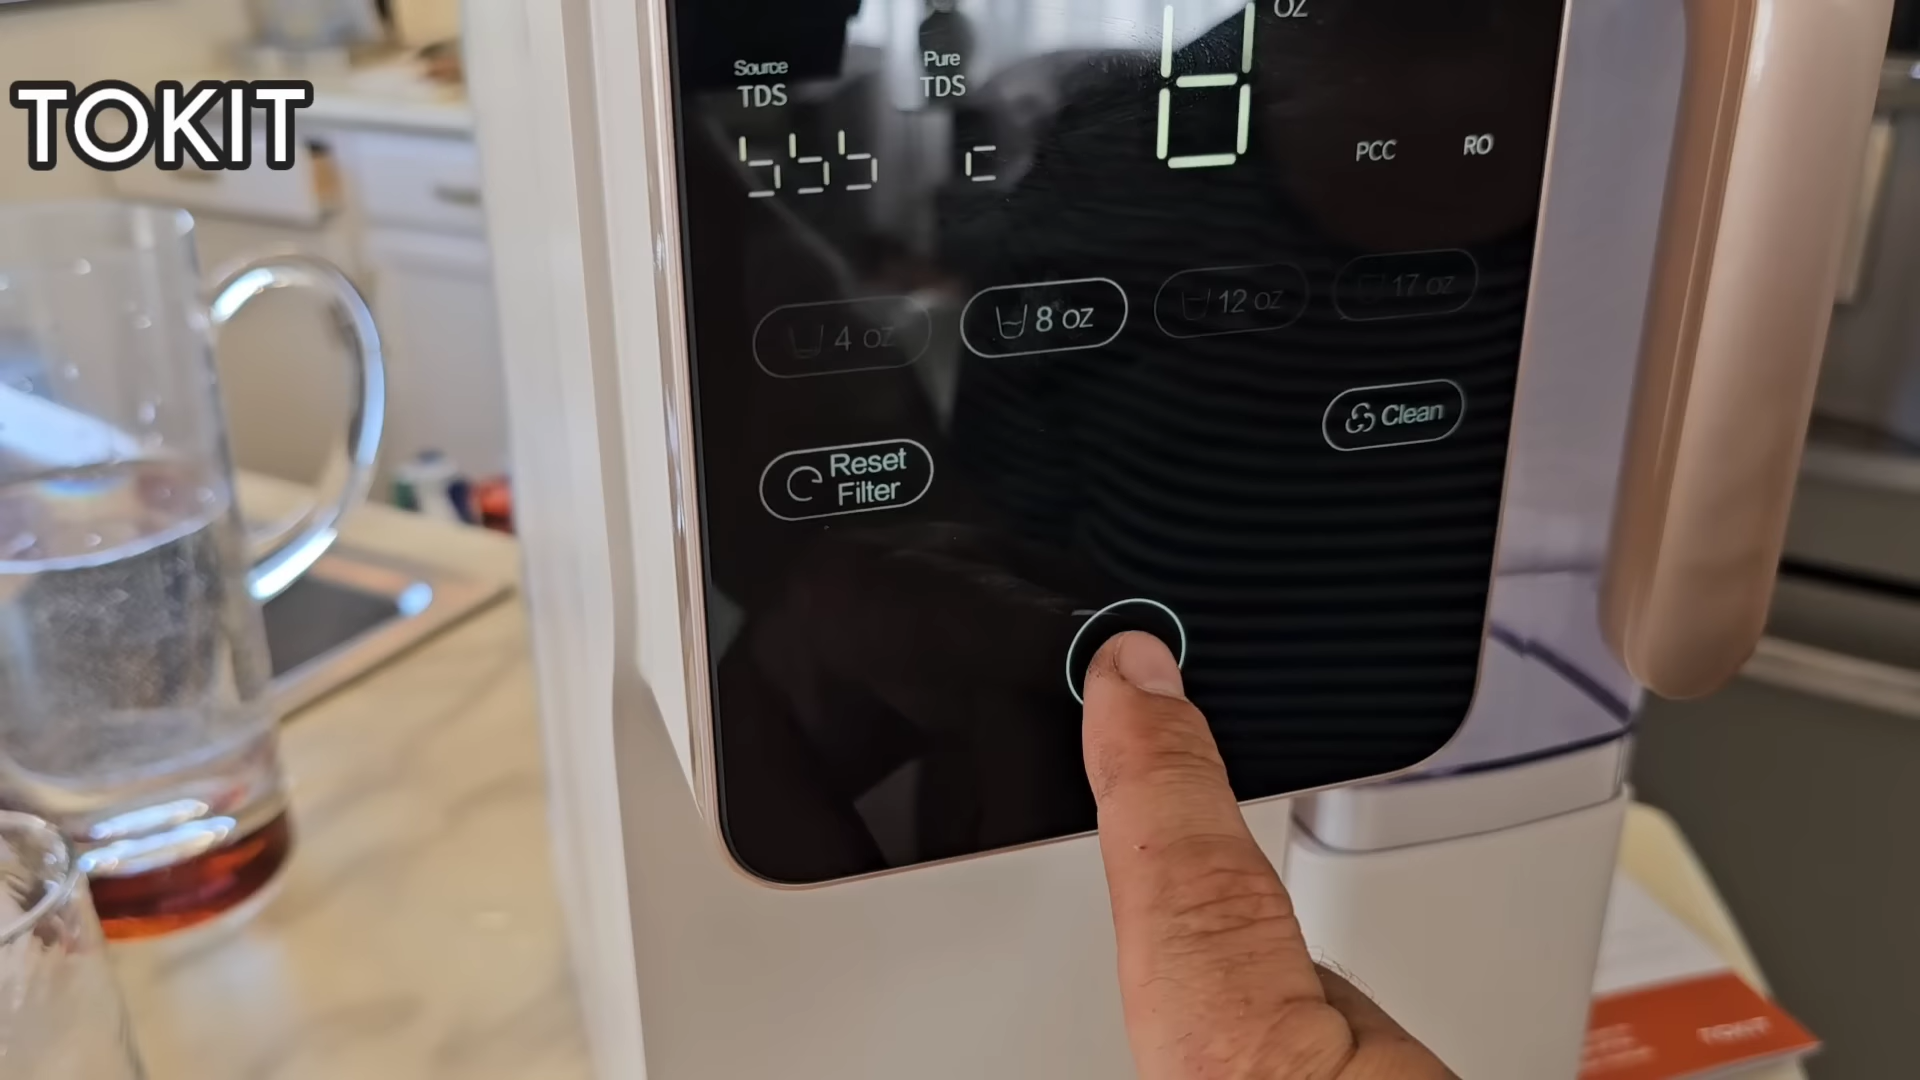 TOKIT
OZ
Source
TDS
Pure
TDS
PCC
RO
4 oz
8 oz
12 oz
17 oz
Clean
Reset
Filter